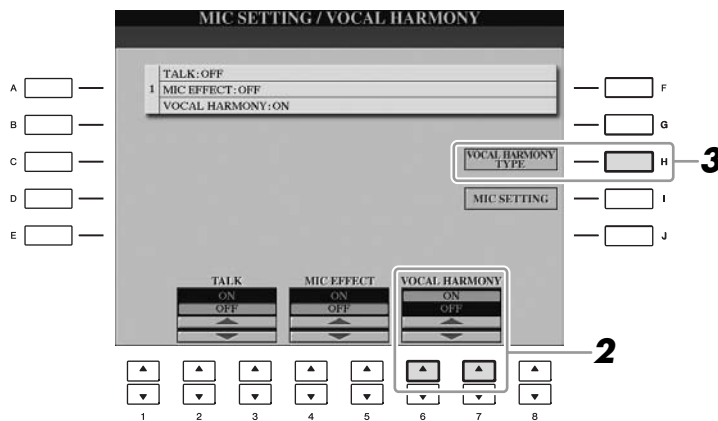 MIC SETTING / VOCAL HARMONY
TALK:OFF
1 MIC EFFECT:OFF
VOCAL HARMONY:ON
A
B
C
D
E
F
G
H
I
J
VOCAL HARMONY
TYPE
3
MIC SETTING
TALK
ON
OFF
MIC EFFECT
ON
OFF
VOCAL HARMONY
ON
OFF
2
1 2 3 4 5 6 7 8